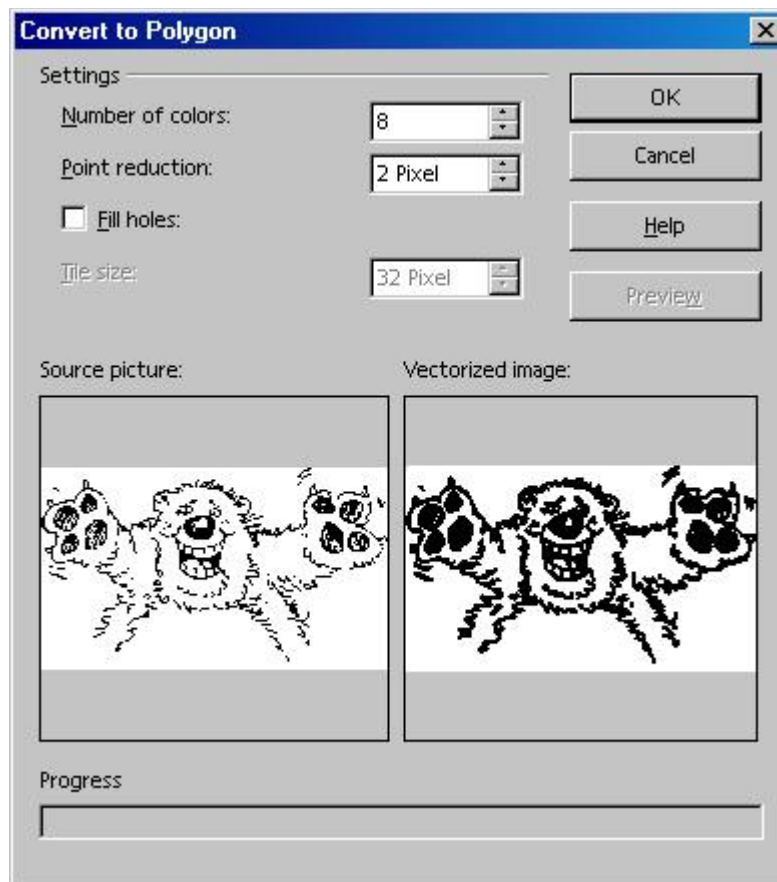 Convert to Polygon
Settings
Number of colors:
8
OK
Point reduction:
2 Pixel
Cancel
Fill holes:
Help
Tile size:
32 Pixel
Preview
Source picture:
Vectorized image:
Progress